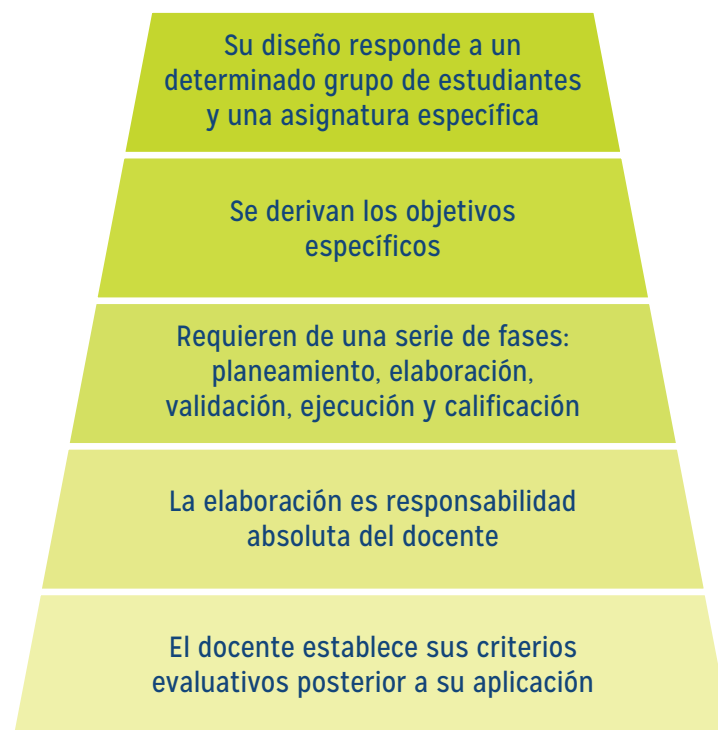 Su diseño responde a un
determinado grupo de estudiantes
y una asignatura específica
Se derivan los objetivos
específicos
Requieren de una serie de fases:
planeamiento, elaboración,
validación, ejecución y calificación
La elaboración es responsabilidad
absoluta del docente
El docente establece sus criterios
evaluativos posterior a su aplicación